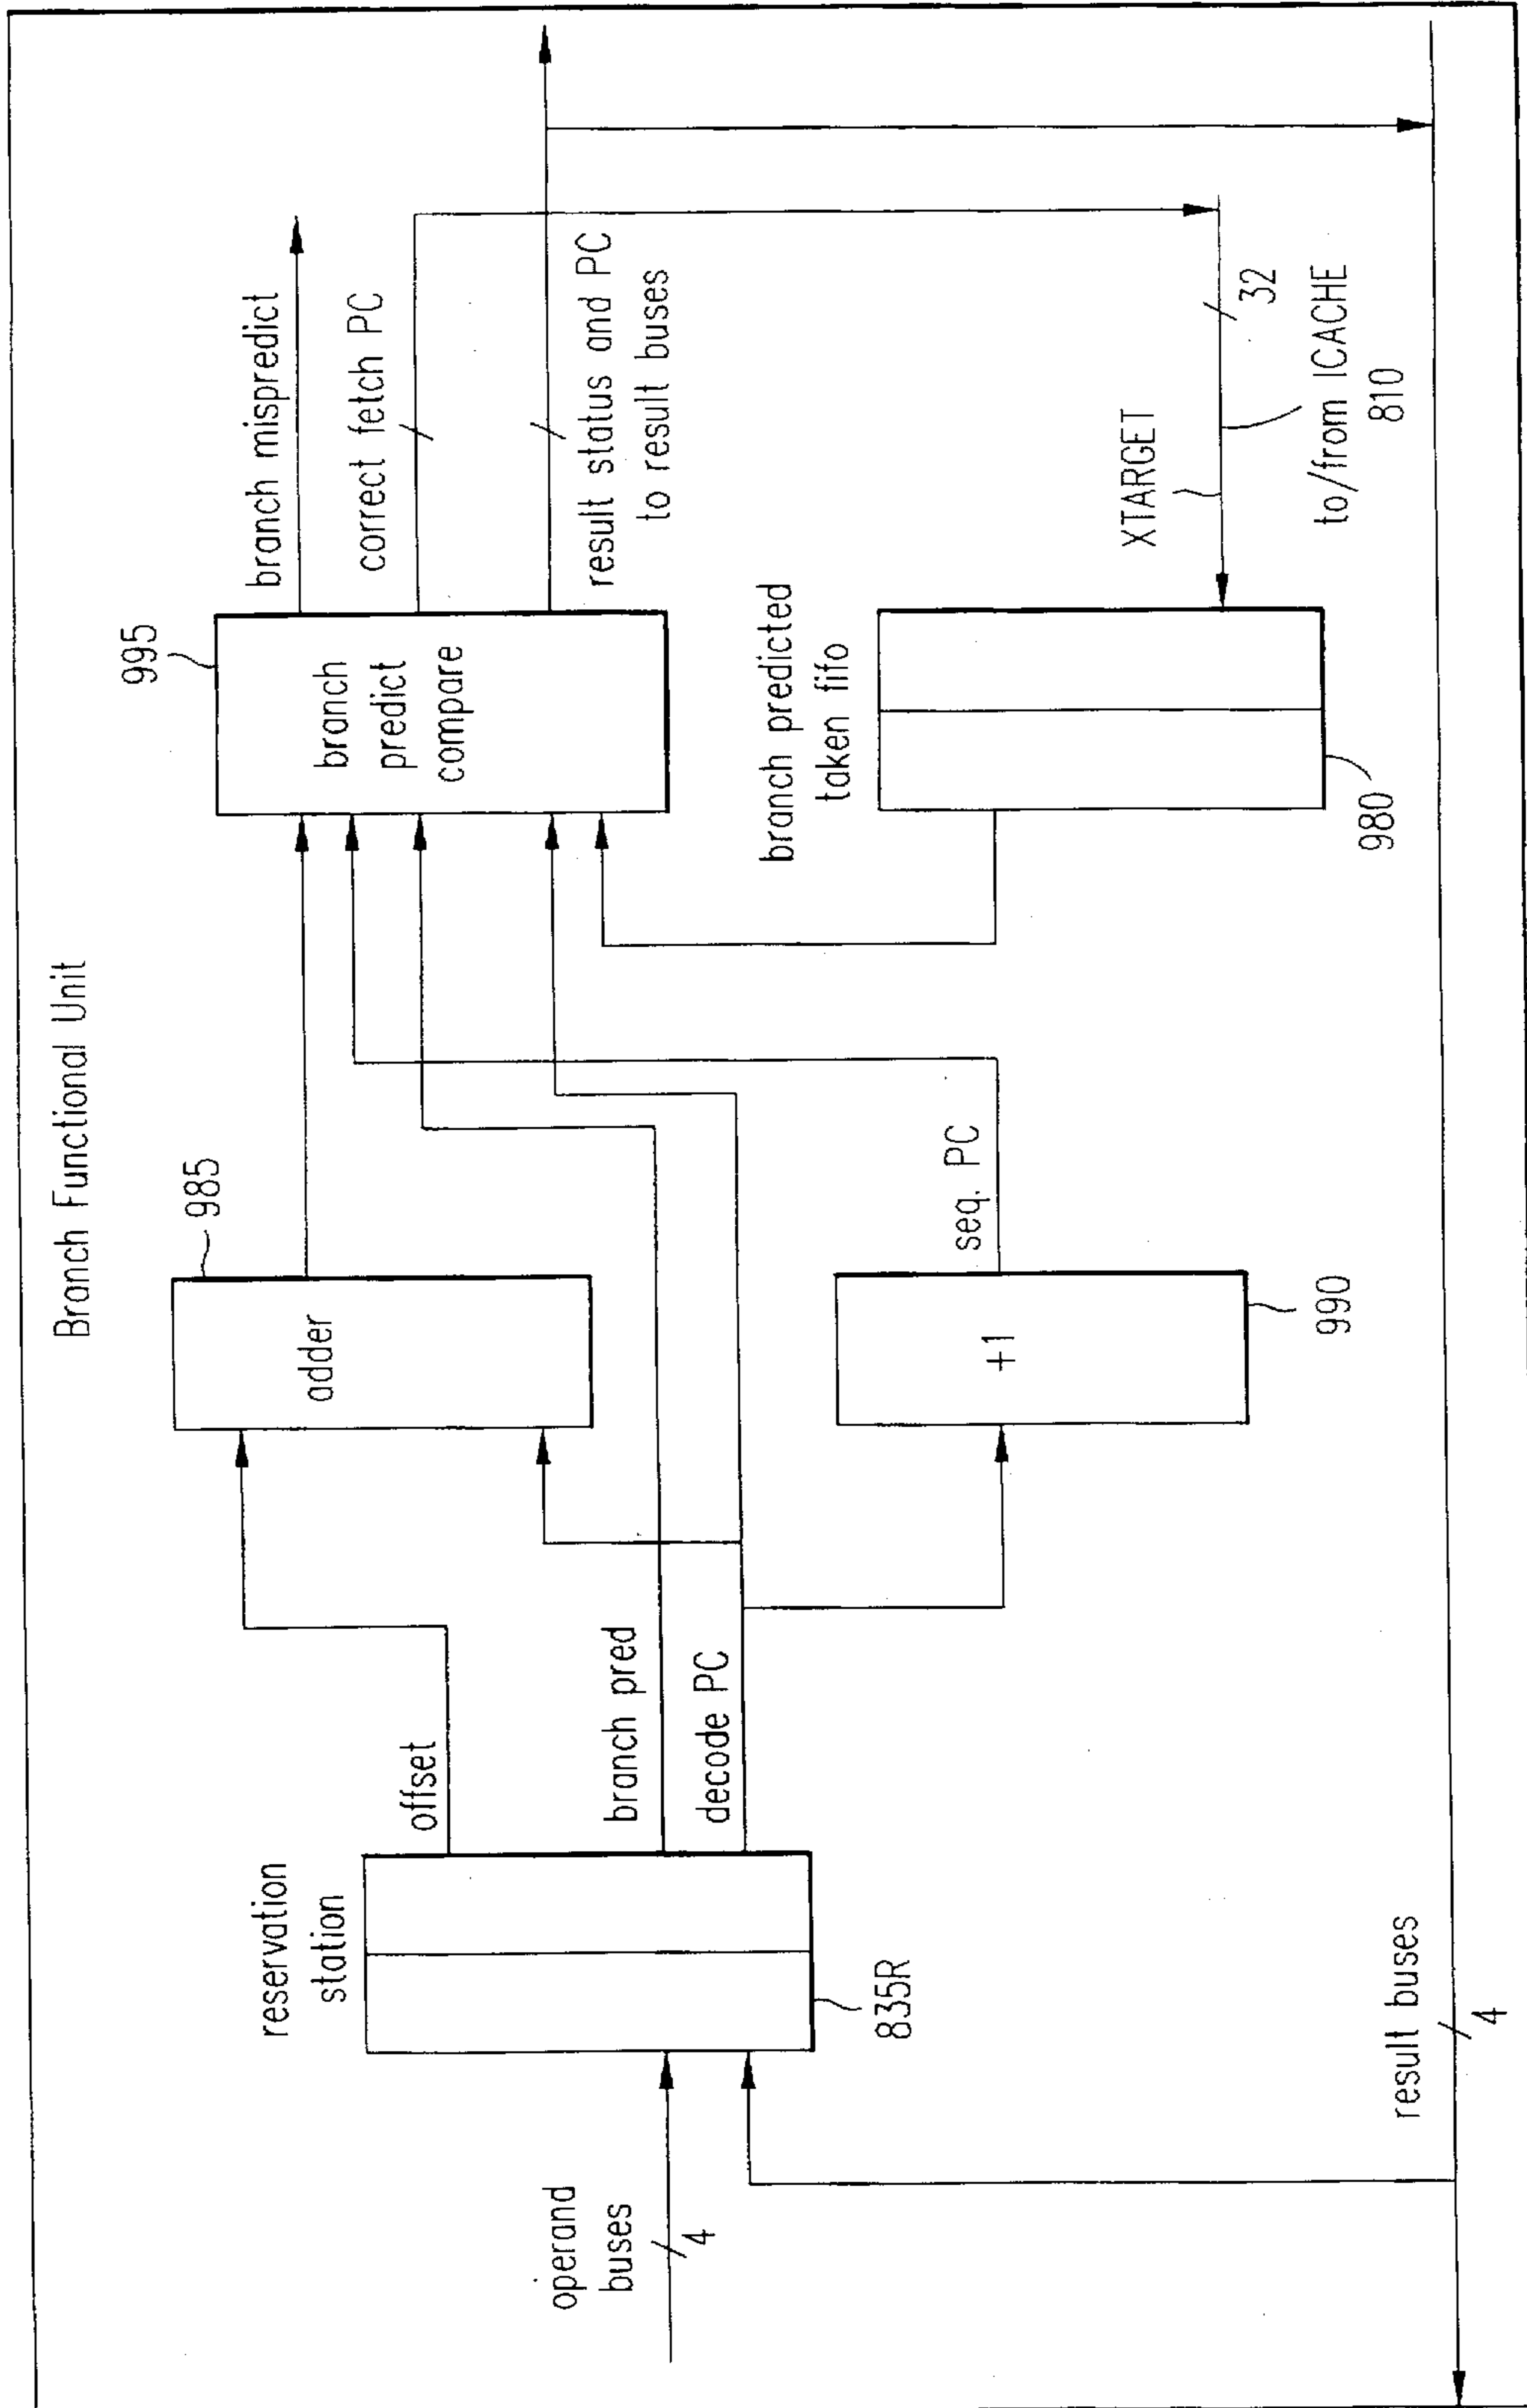 Branch Functional Unit
reservation
station
835R
operand
buses
4
offset
branch pred
decode PC
adder
985
+1
990
seq. PC
branch
predict
compare
995
branch predicted
taken fifo
980
branch mispredict
correct fetch PC
result status and PC
to result buses
XTARGET
32
to/from ICACHE
810
result buses
4